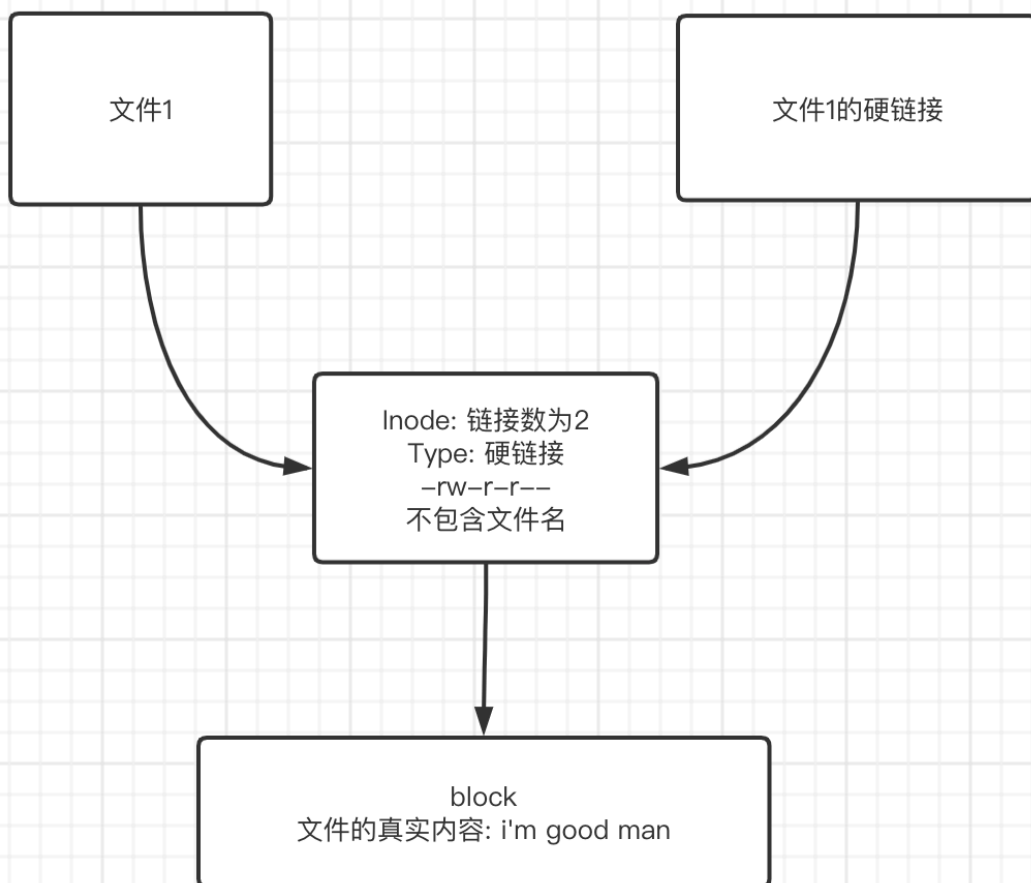 文件1
文件1的硬链接
Inode: 链接数为2
Type: 硬链接
-rw-r-r--
不包含文件名
block
文件的真实内容: i'm good man